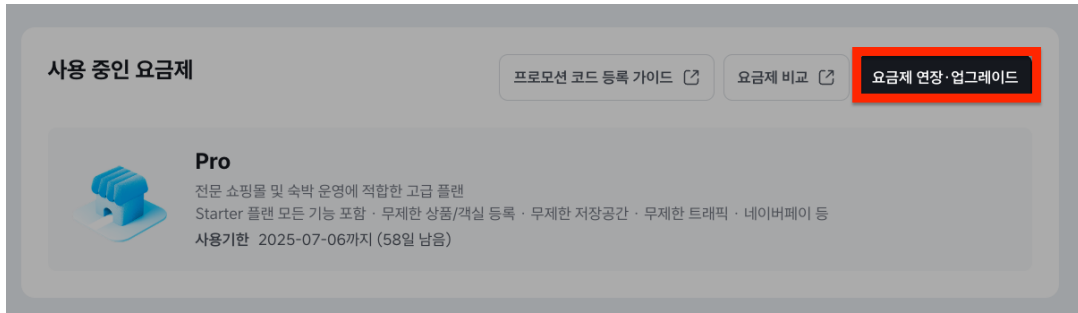 사용 중인 요금제
프로모션 코드 등록 가이드
요금제 비교
요금제 연장·업그레이드
Pro
전문 쇼핑몰 및 숙박 운영에 적합한 고급 플랜
Starter 플랜 모든 기능 포함 · 무제한 상품/객실 등록 · 무제한 저장공간 · 무제한 트래픽 · 네이버페이 등
사용기한 2025-07-06까지 (58일 남음)